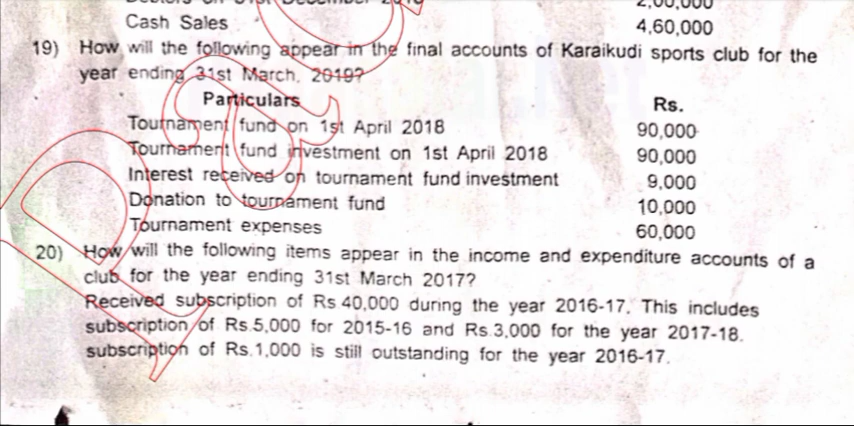 2,00,000
Cash Sales 4,60,000
19) How will the following appear in the final accounts of Karaikudi sports club for the
year ending 31st March, 2019?
Particulars Rs.
Tournament fund on 1st April 2018 90,000
Tournament fund investment on 1st April 2018 90,000
Interest received on tournament fund investment 9,000
Donation to tournament fund 10,000
Tournament expenses 60,000
20) How will the following items appear in the income and expenditure accounts of a
club for the year ending 31st March 2017?
Received subscription of Rs.40,000 during the year 2016-17. This includes
subscription of Rs.5,000 for 2015-16 and Rs.3,000 for the year 2017-18.
subscription of Rs.1,000 is still outstanding for the year 2016-17.